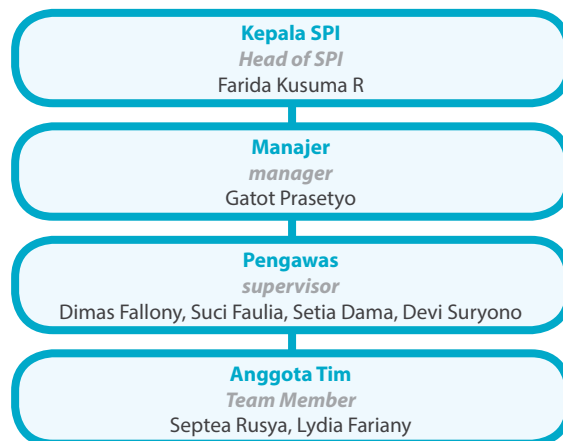 Kepala SPI
Head of SPI
Farida Kusuma R
Manajer
manager
Gatot Prasetyo
Pengawas
supervisor
Dimas Fallony, Suci Faulia, Setia Dama, Devi Suryono
Anggota Tim
Team Member
Septea Rusya, Lydia Fariany